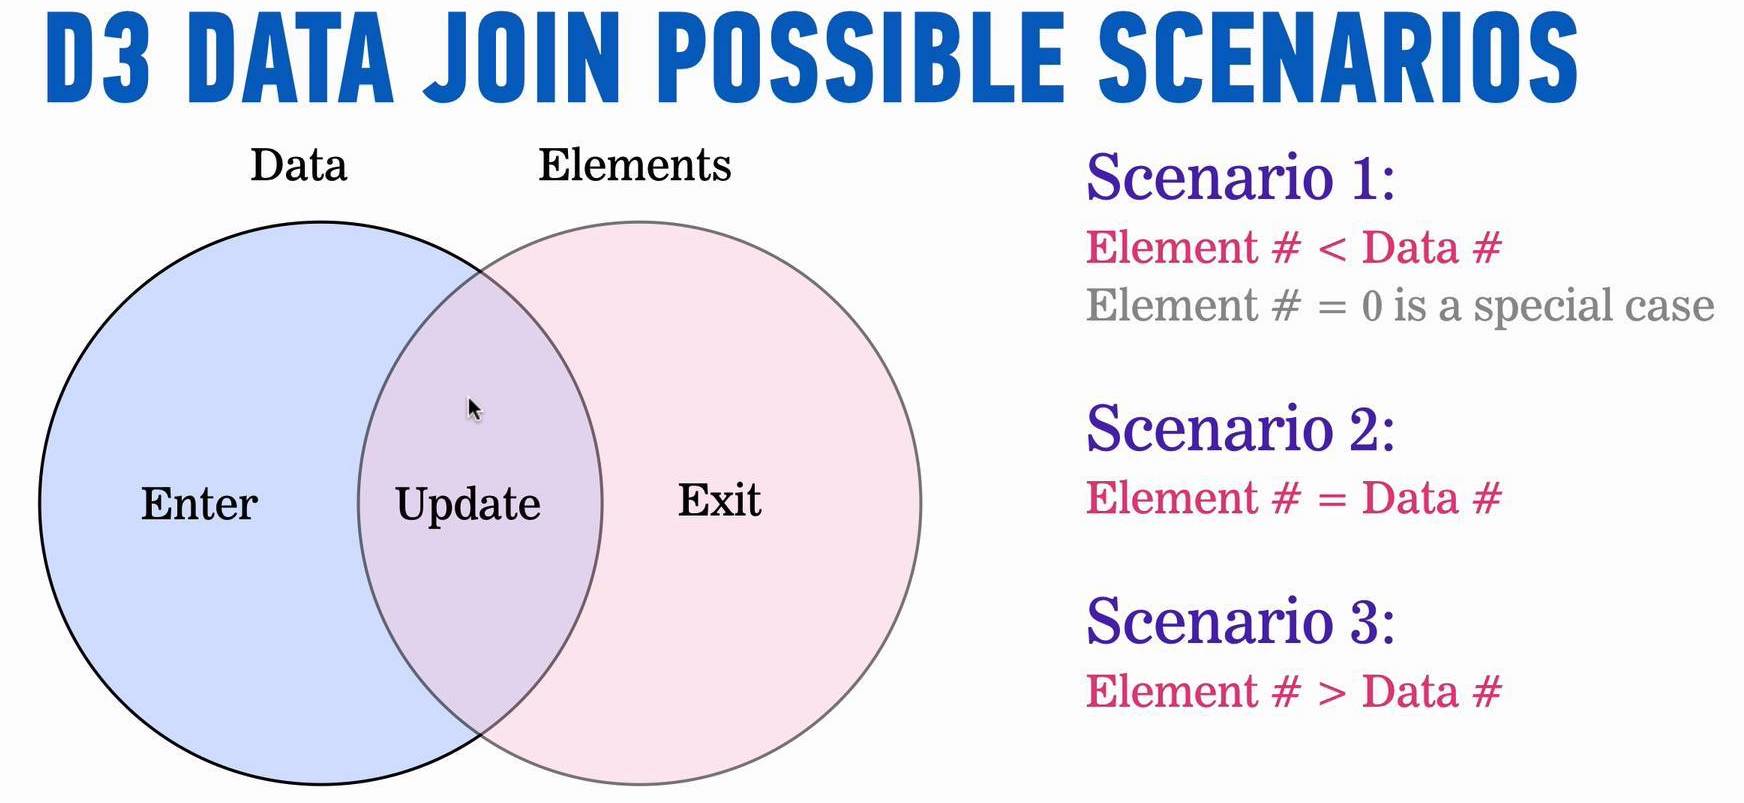 D3 DATA JOIN POSSIBLE SCENARIOS
Data
Elements
Enter
Update
Exit
Scenario 1:
Element # < Data #
Element # = 0 is a special case
Scenario 2:
Element # = Data #
Scenario 3:
Element # > Data #